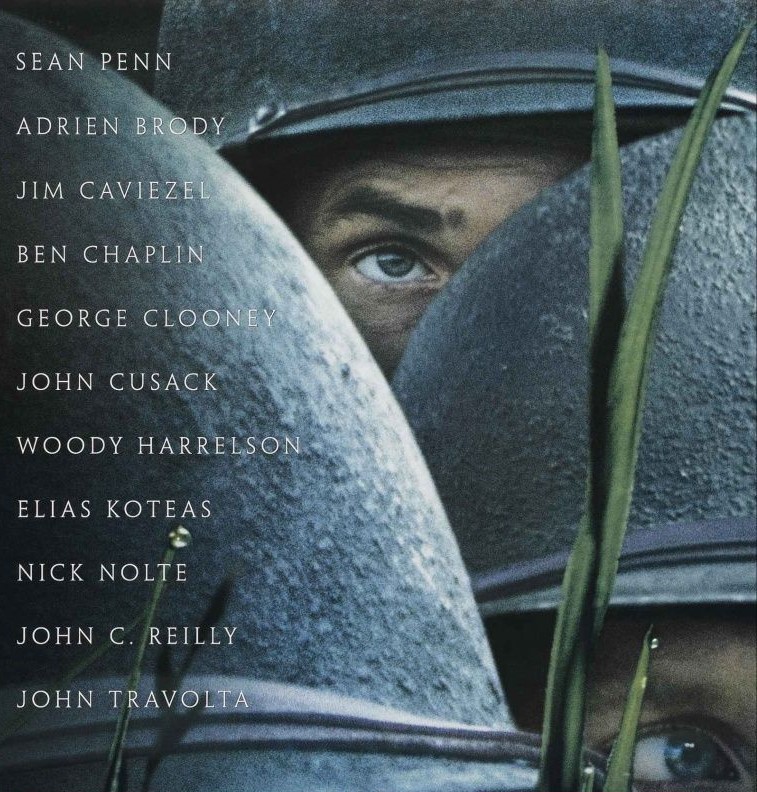 SEAN PENN
ADRIEN BRODY
JIM CAVIEZEL
BEN CHAPLIN
GEORGE CLOONEY
JOHN CUSACK
WOODY HARRELSON
ELIAS KOTEAS
NICK NOLTE
JOHN C. REILLY
JOHN TRAVOLTA